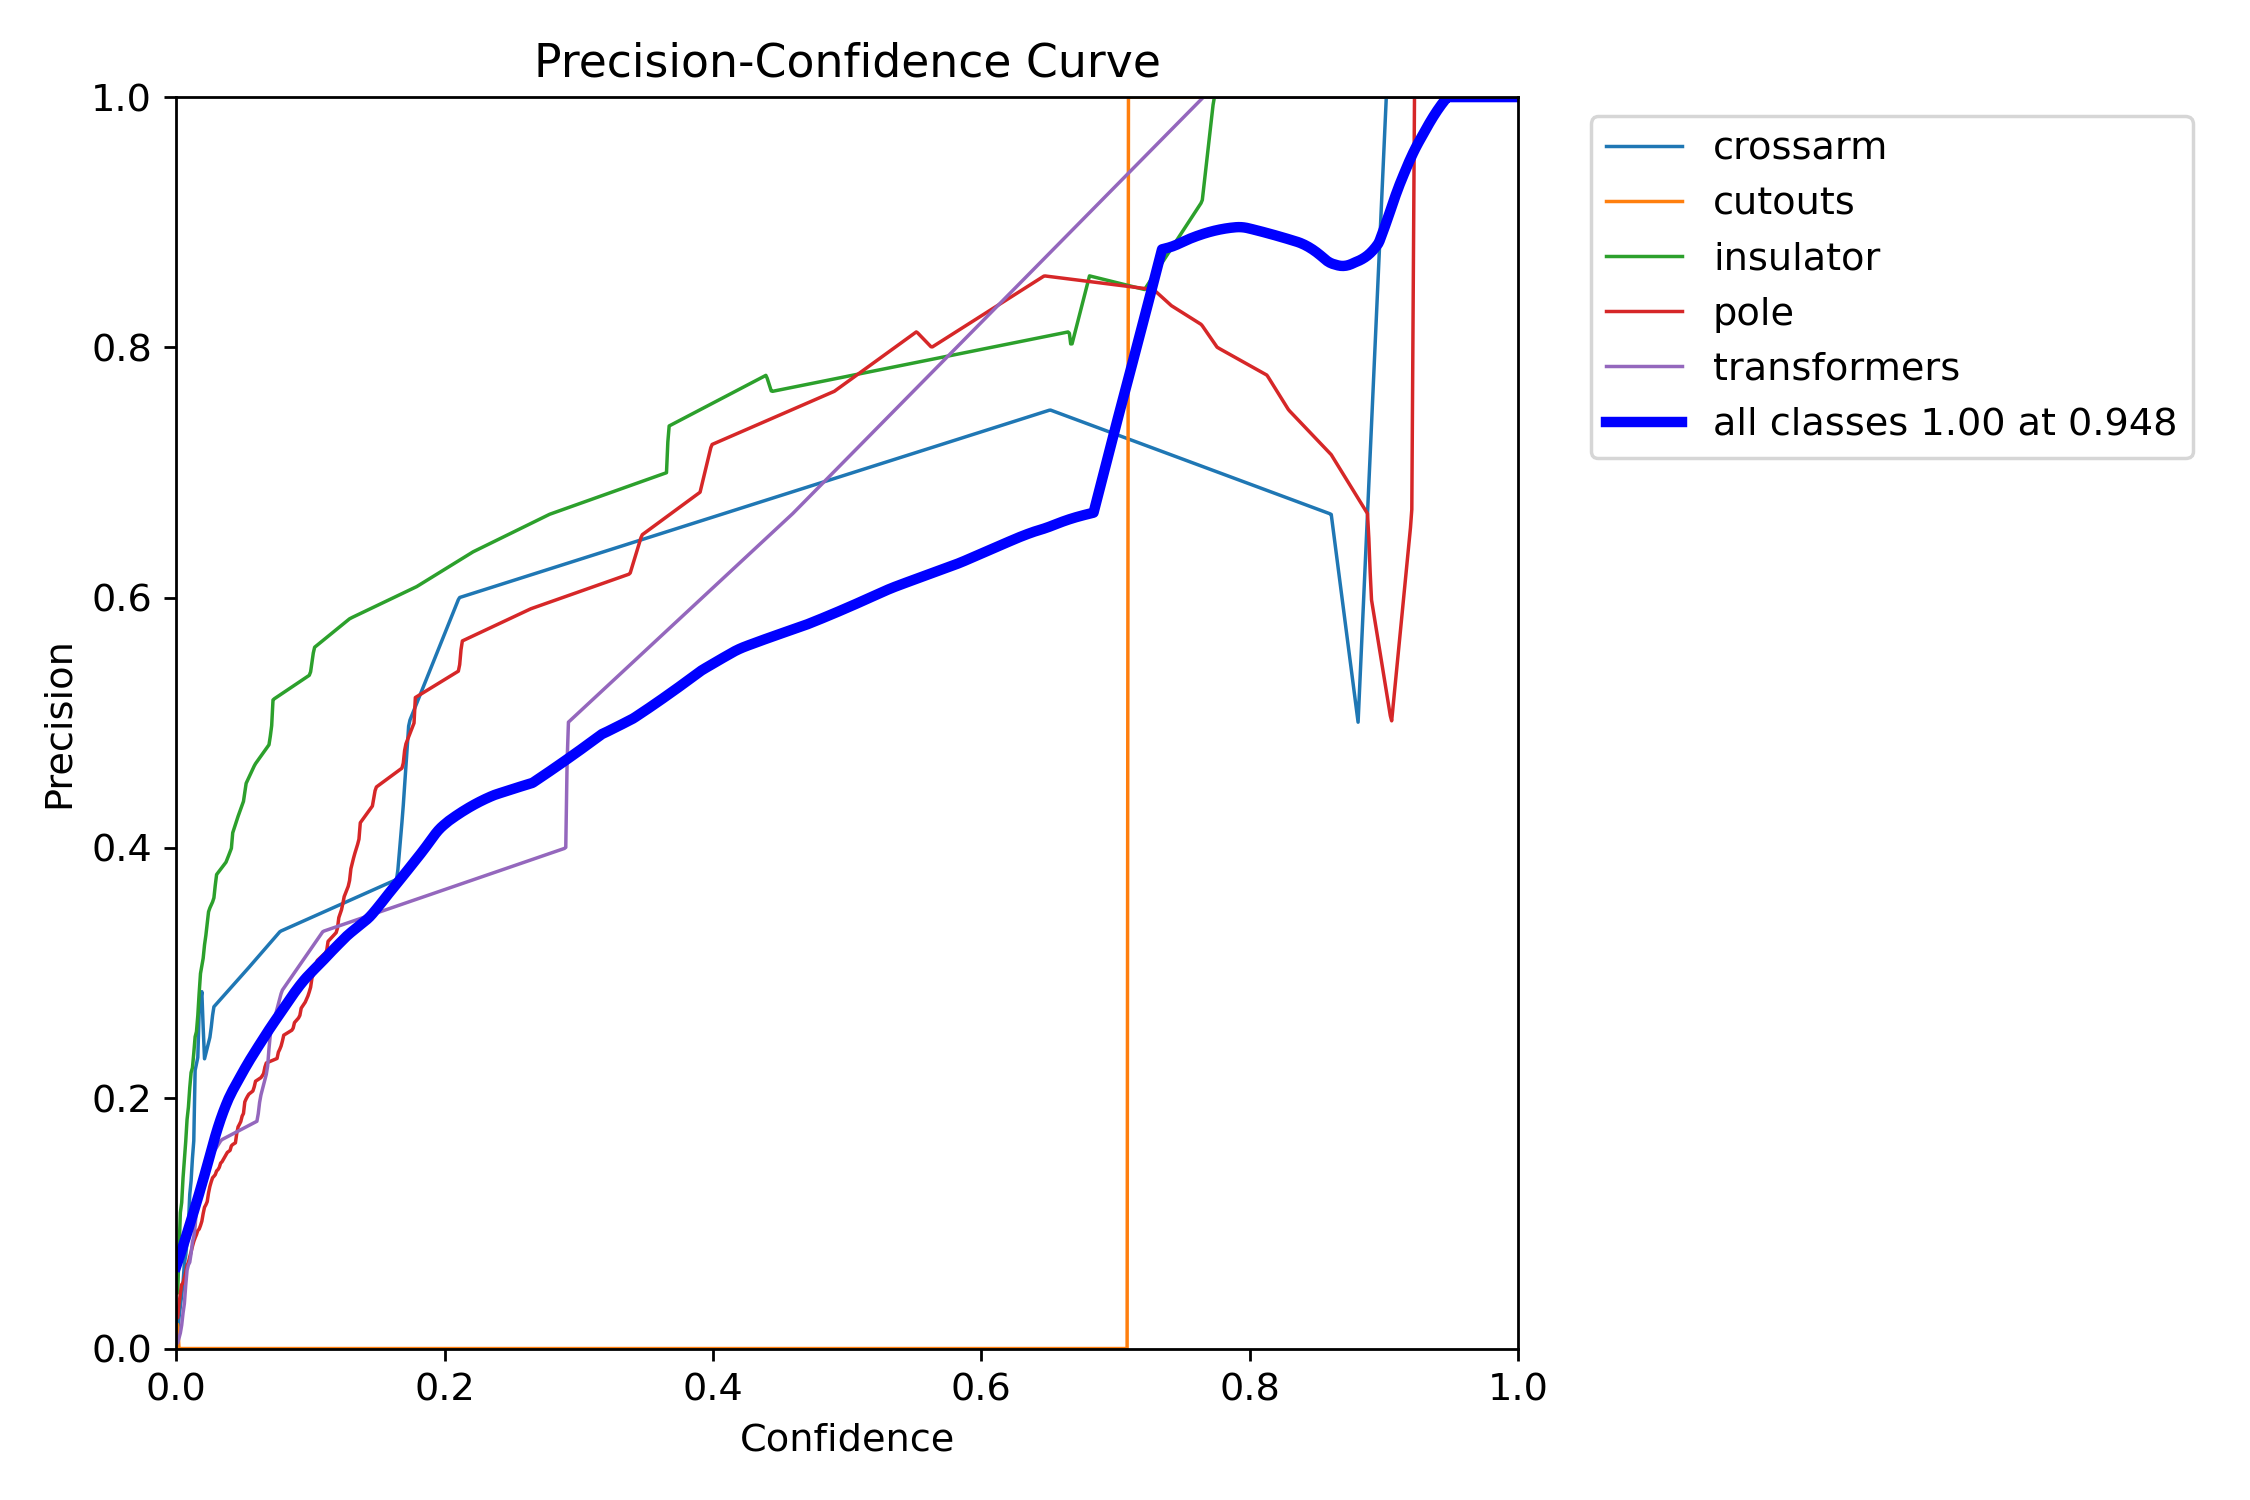 Precision-Confidence Curve
1.0
0.8
0.6
0.4
0.2
0.0
Precision
0.0 0.2 0.4 0.6 0.8 1.0
Confidence
crossarm
cutouts
insulator
pole
transformers
all classes 1.00 at 0.948